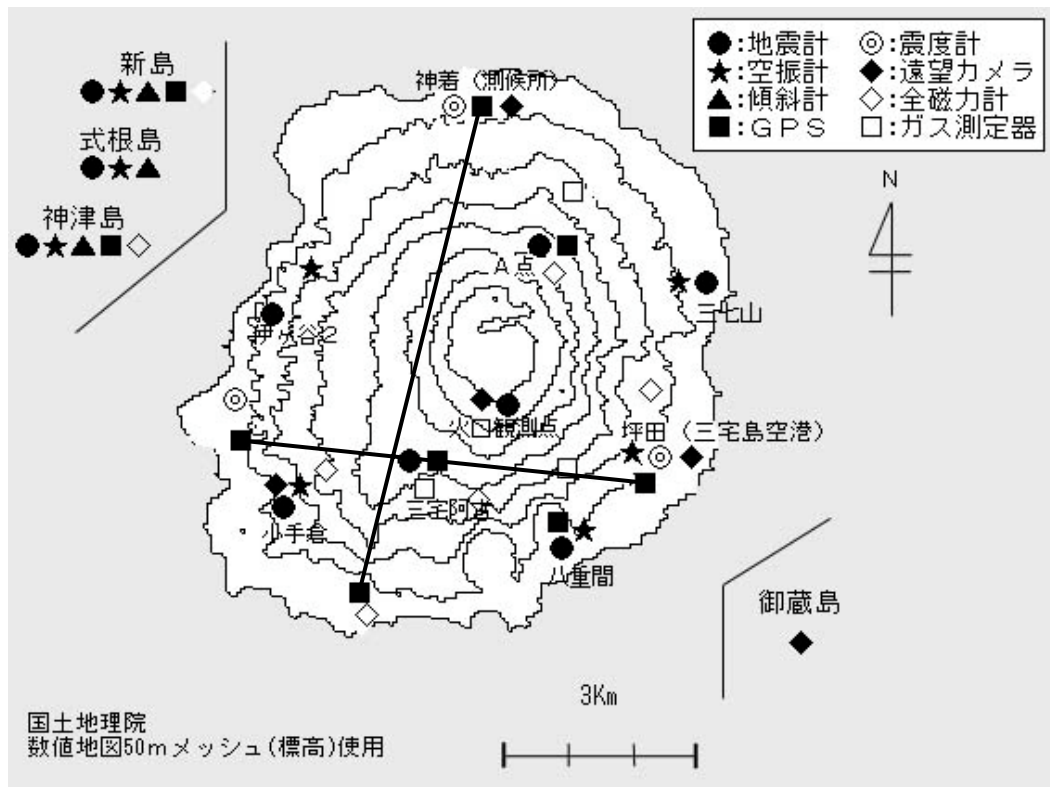 新島
式根島
神津島
神着(測候所)
●:地震計 ◎:震度計
★:空振計 ◆:遠望カメラ
▲:傾斜計 ◇:全磁力計
■:GPS □:ガス測定器
N
A点
三七山
伊ヶ谷2
火口観測点
坪田(三宅島空港)
三宅阿古
小手倉
八重間
御蔵島
3Km
国土地理院
数値地図50mメッシュ(標高)使用